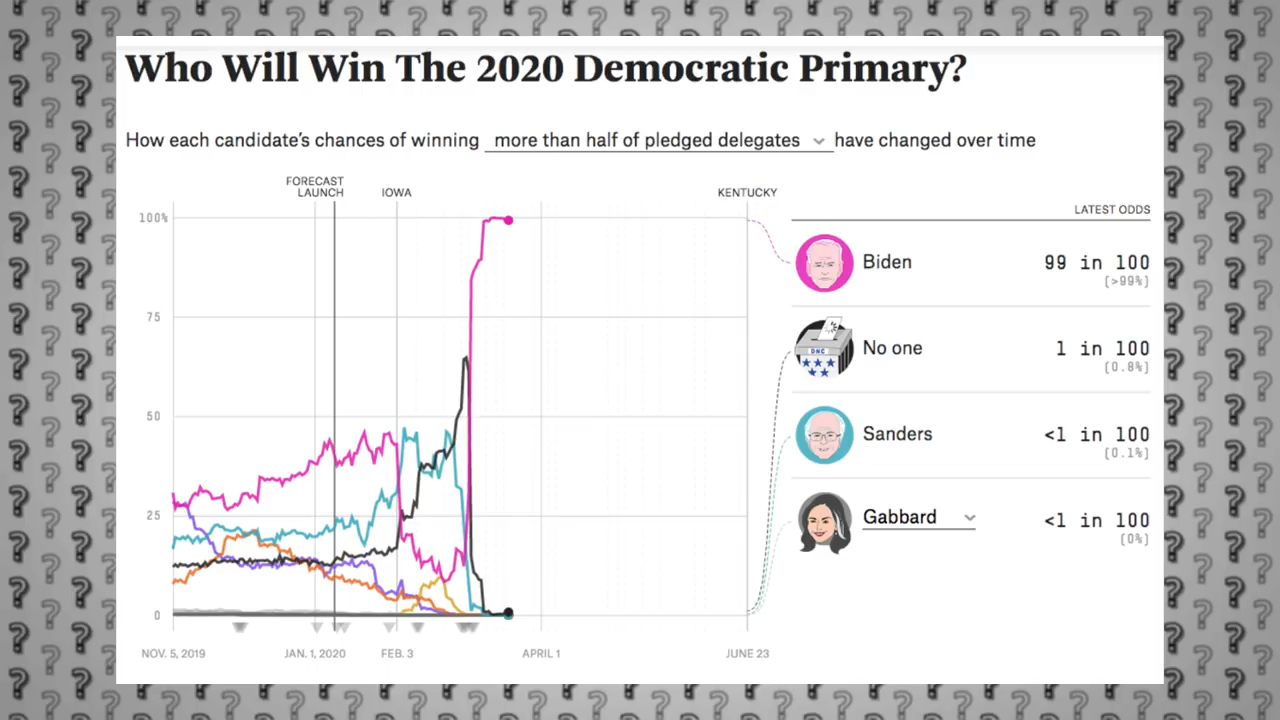 Who Will Win The 2020 Democratic Primary?
How each candidate's chances of winning more than half of pledged delegates have changed over time
FORECAST
LAUNCH
IOWA
KENTUCKY
LATEST ODDS
100%
75
50
25
0
NOV. 5, 2019
JAN. 1, 2020
FEB. 3
APRIL 1
JUNE 23
Biden 99 in 100
(>99%)
DNC
No one 1 in 100
(0.8%)
Sanders <1 in 100
(0.1%)
Gabbard <1 in 100
(0%)